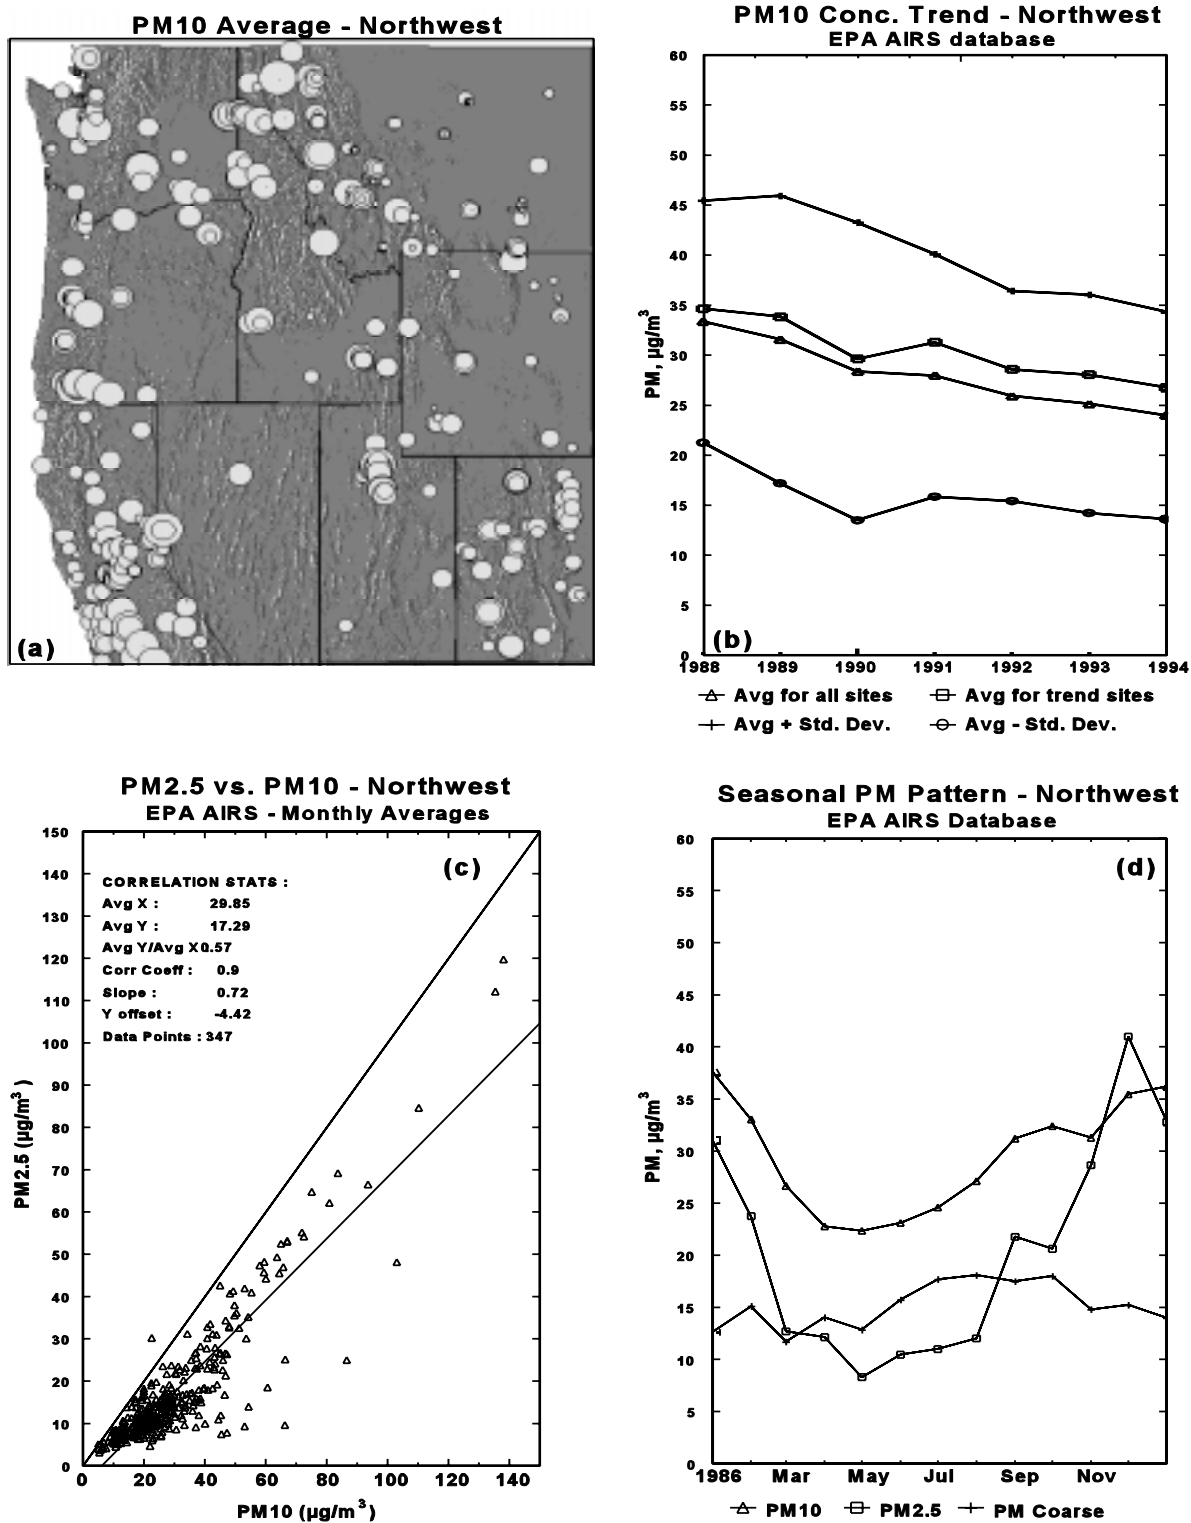 PM10 Average - Northwest
(a)
PM10 Conc. Trend - Northwest
EPA AIRS database
60
55
50
45
40
35
30
25
20
15
10
5
0
PM, µg/m³
(b)
1988 1989 1990 1991 1992 1993 1994
Avg for all sites Avg for trend sites
Avg + Std. Dev. Avg - Std. Dev.
PM2.5 vs. PM10 - Northwest
EPA AIRS - Monthly Averages
150
140
130
120
110
100
90
80
70
60
50
40
30
20
10
0
PM2.5 (µg/m³)
(c)
CORRELATION STATS :
Avg X : 29.85
Avg Y : 17.29
Avg Y/Avg X 0.57
Corr Coeff : 0.9
Slope : 0.72
Y offset : -4.42
Data Points : 347
0 20 40 60 80 100 120 140
PM10 (µg/m³)
Seasonal PM Pattern - Northwest
EPA AIRS Database
60
55
50
45
40
35
30
25
20
15
10
5
0
PM, µg/m³
(d)
1986 Mar May Jul Sep Nov
PM10 PM2.5 PM Coarse